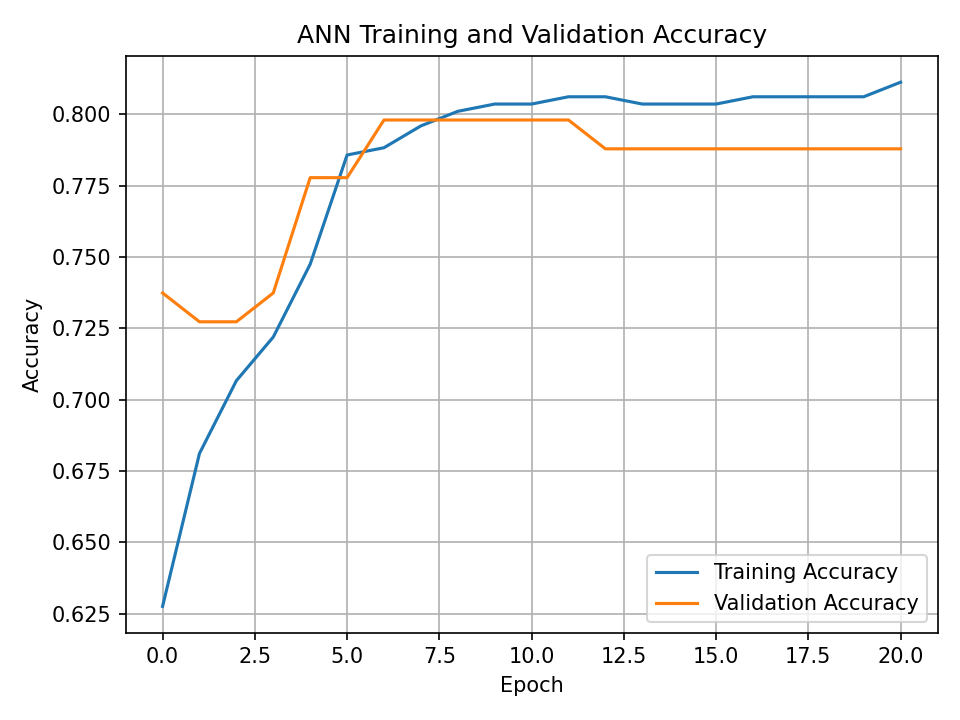 ANN Training and Validation Accuracy
0.800
0.775
0.750
0.725
0.700
0.675
0.650
0.625
Accuracy
Training Accuracy
Validation Accuracy
0.0 2.5 5.0 7.5 10.0 12.5 15.0 17.5 20.0
Epoch